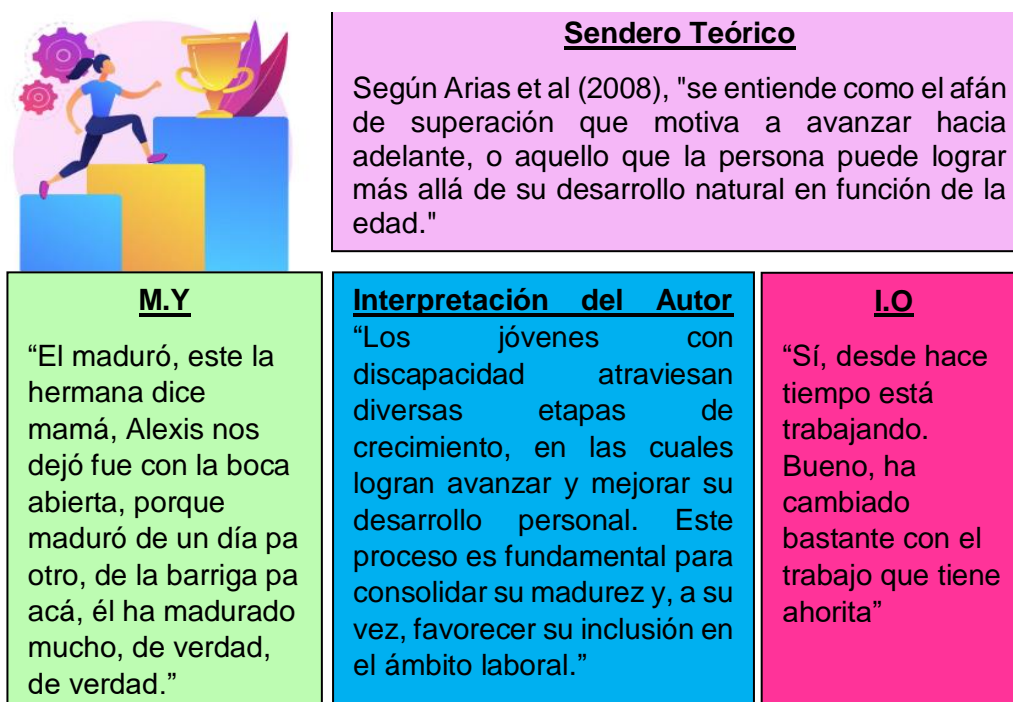 Sendero Teórico
Según Arias et al (2008), "se entiende como el afán
de superación que motiva a avanzar hacia
adelante, o aquello que la persona puede lograr
más allá de su desarrollo natural en función de la
edad."
M.Y
“El maduró, este la
hermana dice
mamá, Alexis nos
dejó fue con la boca
abierta, porque
maduró de un día pa
otro, de la barriga pa
acá, él ha madurado
mucho, de verdad,
de verdad.”
Interpretación del Autor
“Los jóvenes con
discapacidad atraviesan
diversas etapas de
crecimiento, en las cuales
logran avanzar y mejorar su
desarrollo personal. Este
proceso es fundamental para
consolidar su madurez y, a su
vez, favorecer su inclusión en
el ámbito laboral.”
I.O
“Sí, desde hace
tiempo está
trabajando.
Bueno, ha
cambiado
bastante con el
trabajo que tiene
ahorita”